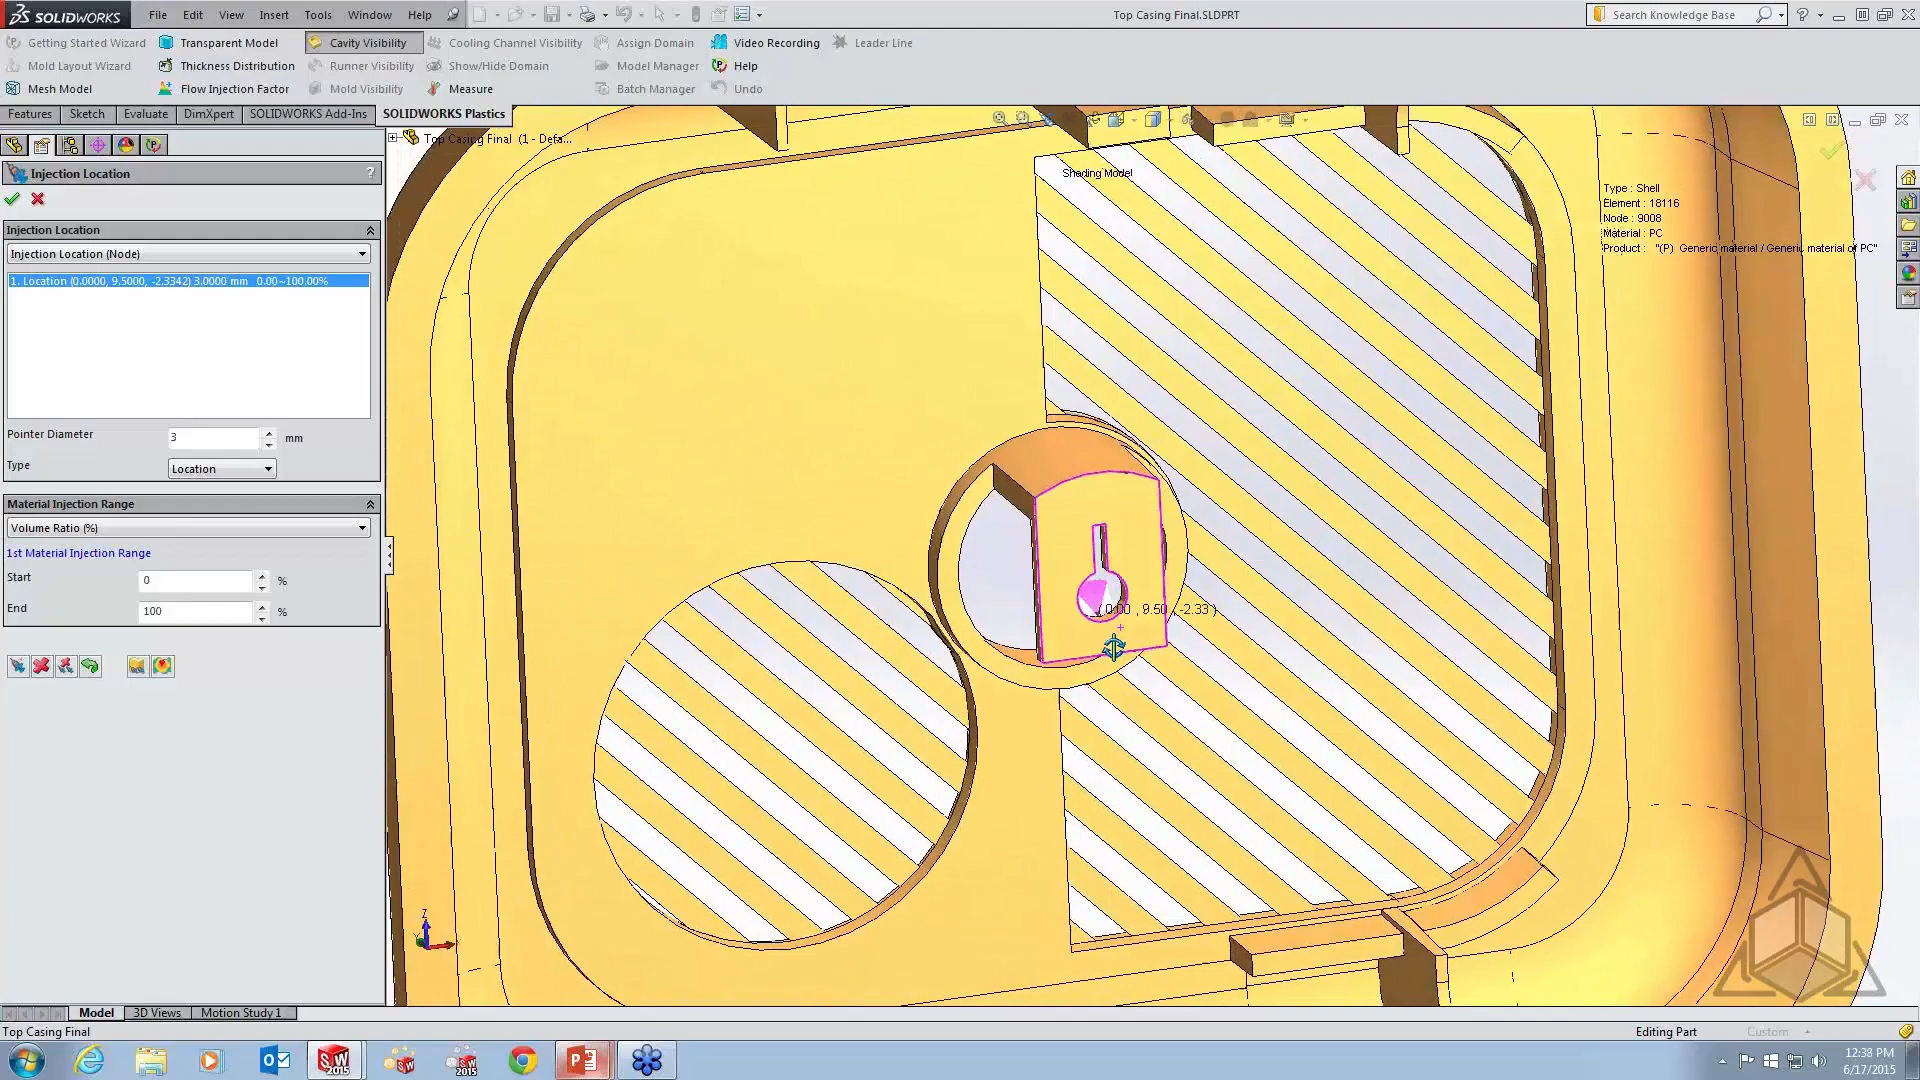 SOLIDWORKS File Edit View Insert Tools Window Help Top Casing Final.SLDPRT Search Knowledge Base ?
Getting Started Wizard Transparent Model Cavity Visibility Cooling Channel Visibility Assign Domain Video Recording Leader Line
Mold Layout Wizard Thickness Distribution Runner Visibility Show/Hide Domain Model Manager Help
Mesh Model Flow Injection Factor Mold Visibility Measure Batch Manager Undo
Features Sketch Evaluate DimXpert SOLIDWORKS Add-Ins SOLIDWORKS Plastics
Top Casing Final (1 - Defa...
Injection Location ?
Shading Model
Type : Shell
Element : 18116
Node : 9008
Material : PC
Product : "(P) Generic material / Generic material of PC"
Injection Location
Injection Location (Node)
1. Location (0.0000, 9.5000, -2.3342) 3.0000 mm 0.00~100.00%
Pointer Diameter 3 mm
Type Location
Material Injection Range
Volume Ratio (%)
1st Material Injection Range
Start 0 %
End 100 %
( 0.00 , 9.50 , -2.33 )
Z
Model 3D Views Motion Study 1
Top Casing Final Editing Part Custom
SW 2015
2015
12:38 PM
6/17/2015